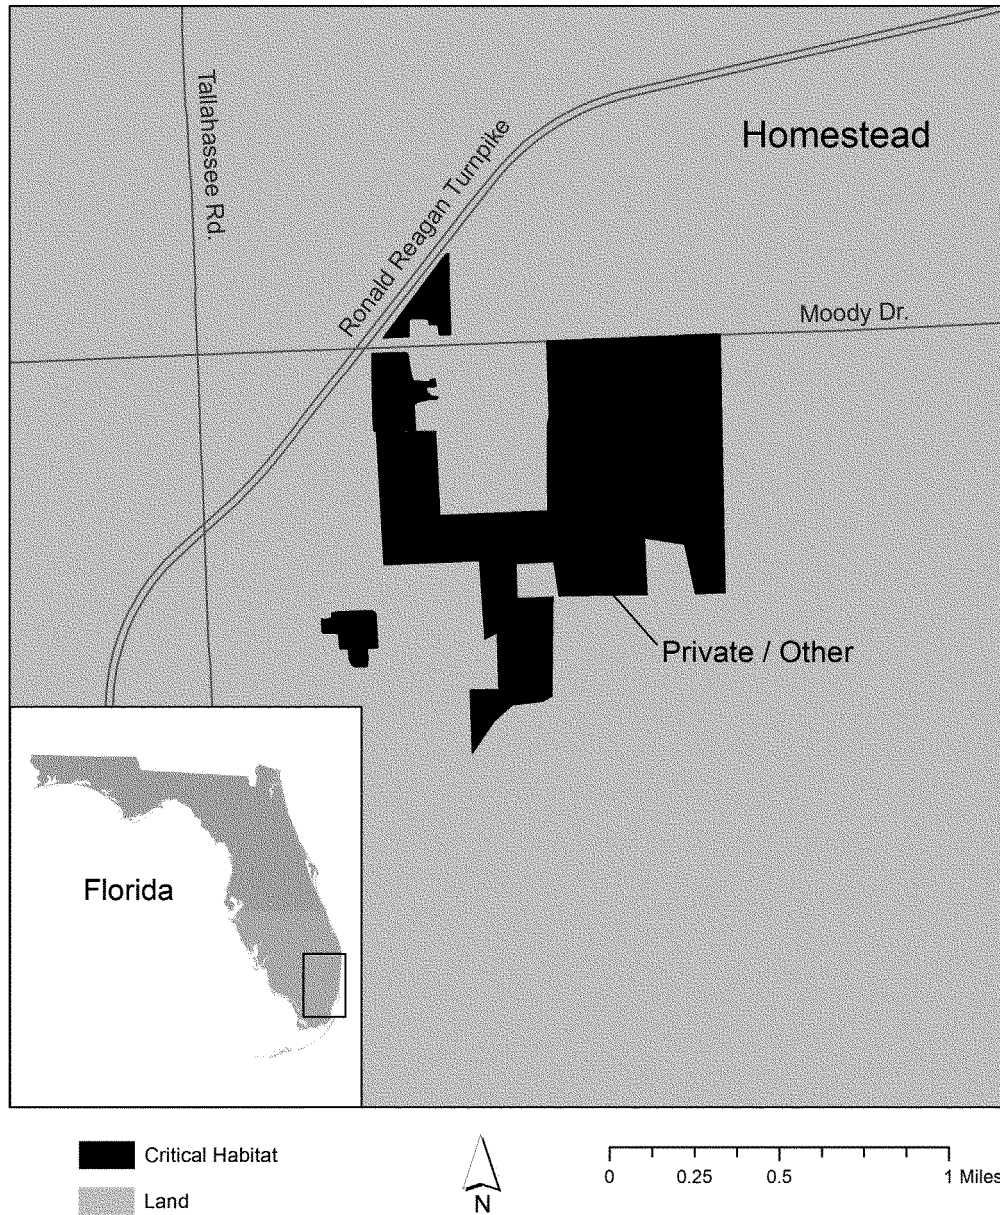 Tallahassee Rd.
Ronald Reagan Turnpike
Homestead
Moody Dr.
Private / Other
Florida
Critical Habitat
Land
N
0 0.25 0.5 1 Miles